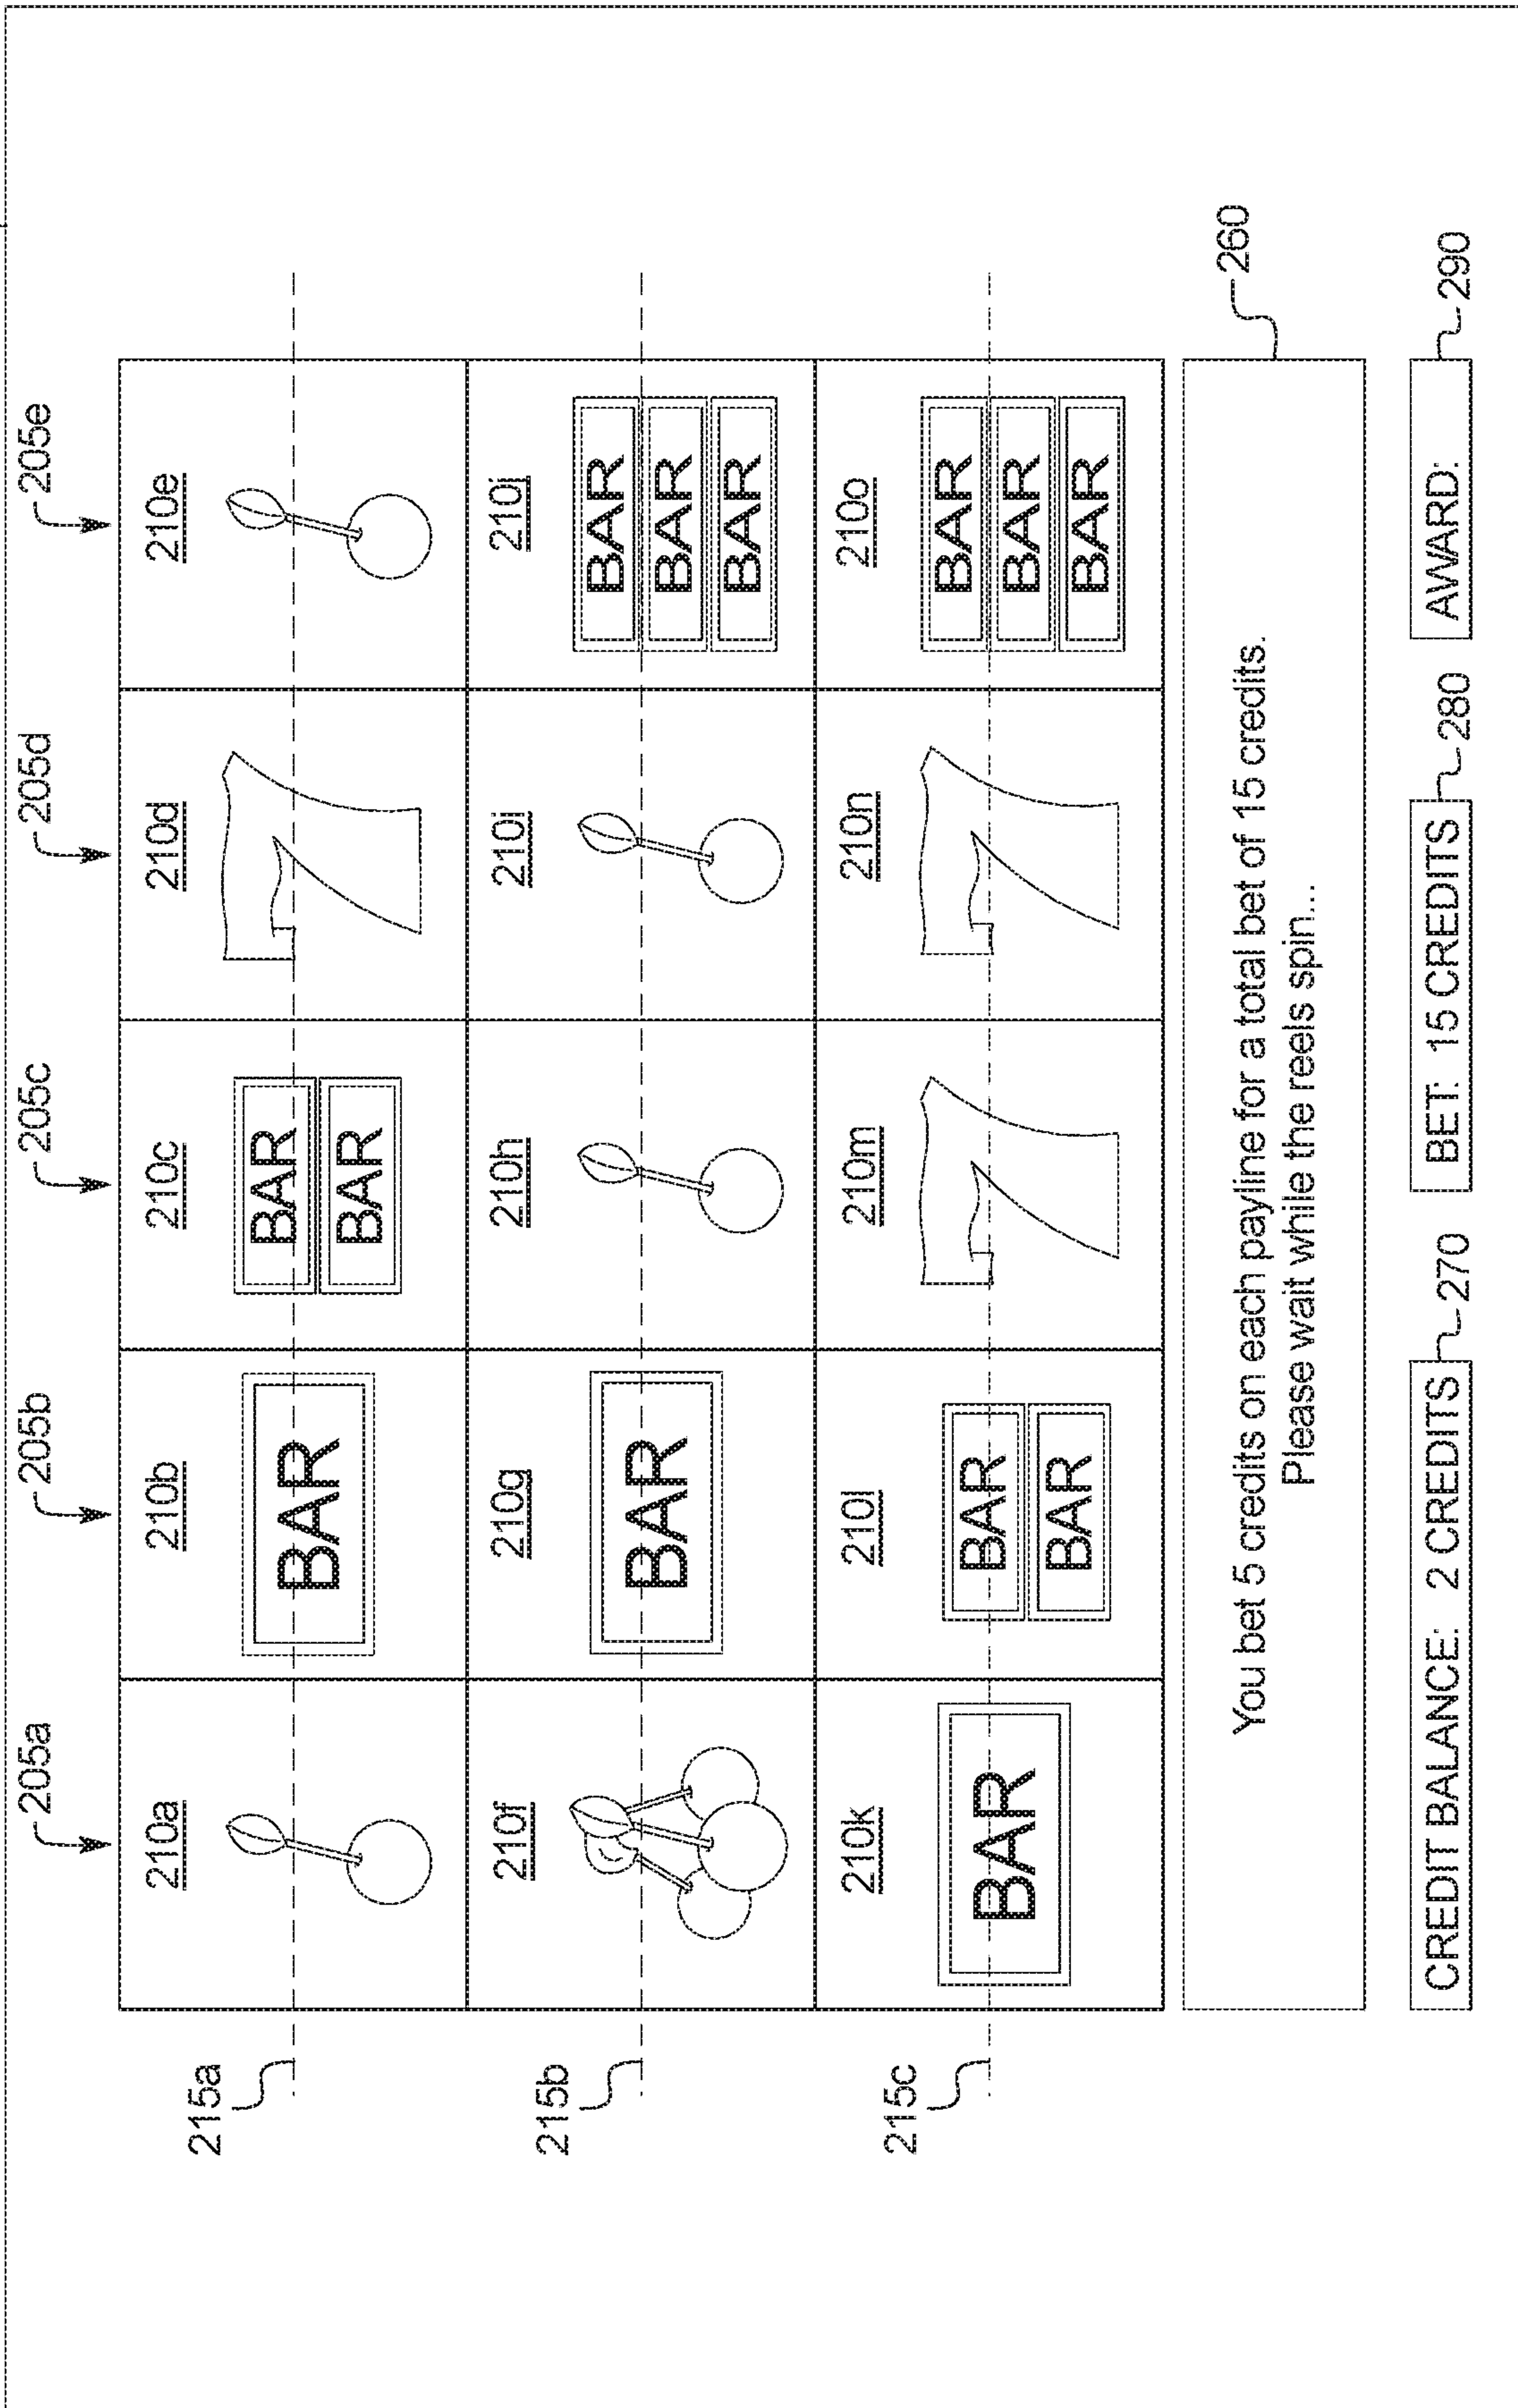 205a 205b 205c 205d 205e
210a 210b 210c 210d 210e
BAR BAR
BAR
215a
210f 210g 210h 210i 210j
BAR BAR
BAR
BAR
215b
210k 210l 210m 210n 210o
BAR BAR BAR
BAR BAR
BAR
215c
You bet 5 credits on each payline for a total bet of 15 credits.
Please wait while the reels spin...
260
CREDIT BALANCE: 2 CREDITS 270 BET: 15 CREDITS 280 AWARD: 290